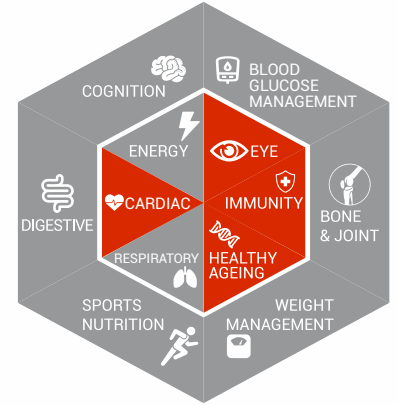 COGNITION
BLOOD
GLUCOSE
MANAGEMENT
ENERGY
EYE
DIGESTIVE
CARDIAC
IMMUNITY
BONE
& JOINT
RESPIRATORY
HEALTHY
AGEING
SPORTS
NUTRITION
WEIGHT
MANAGEMENT